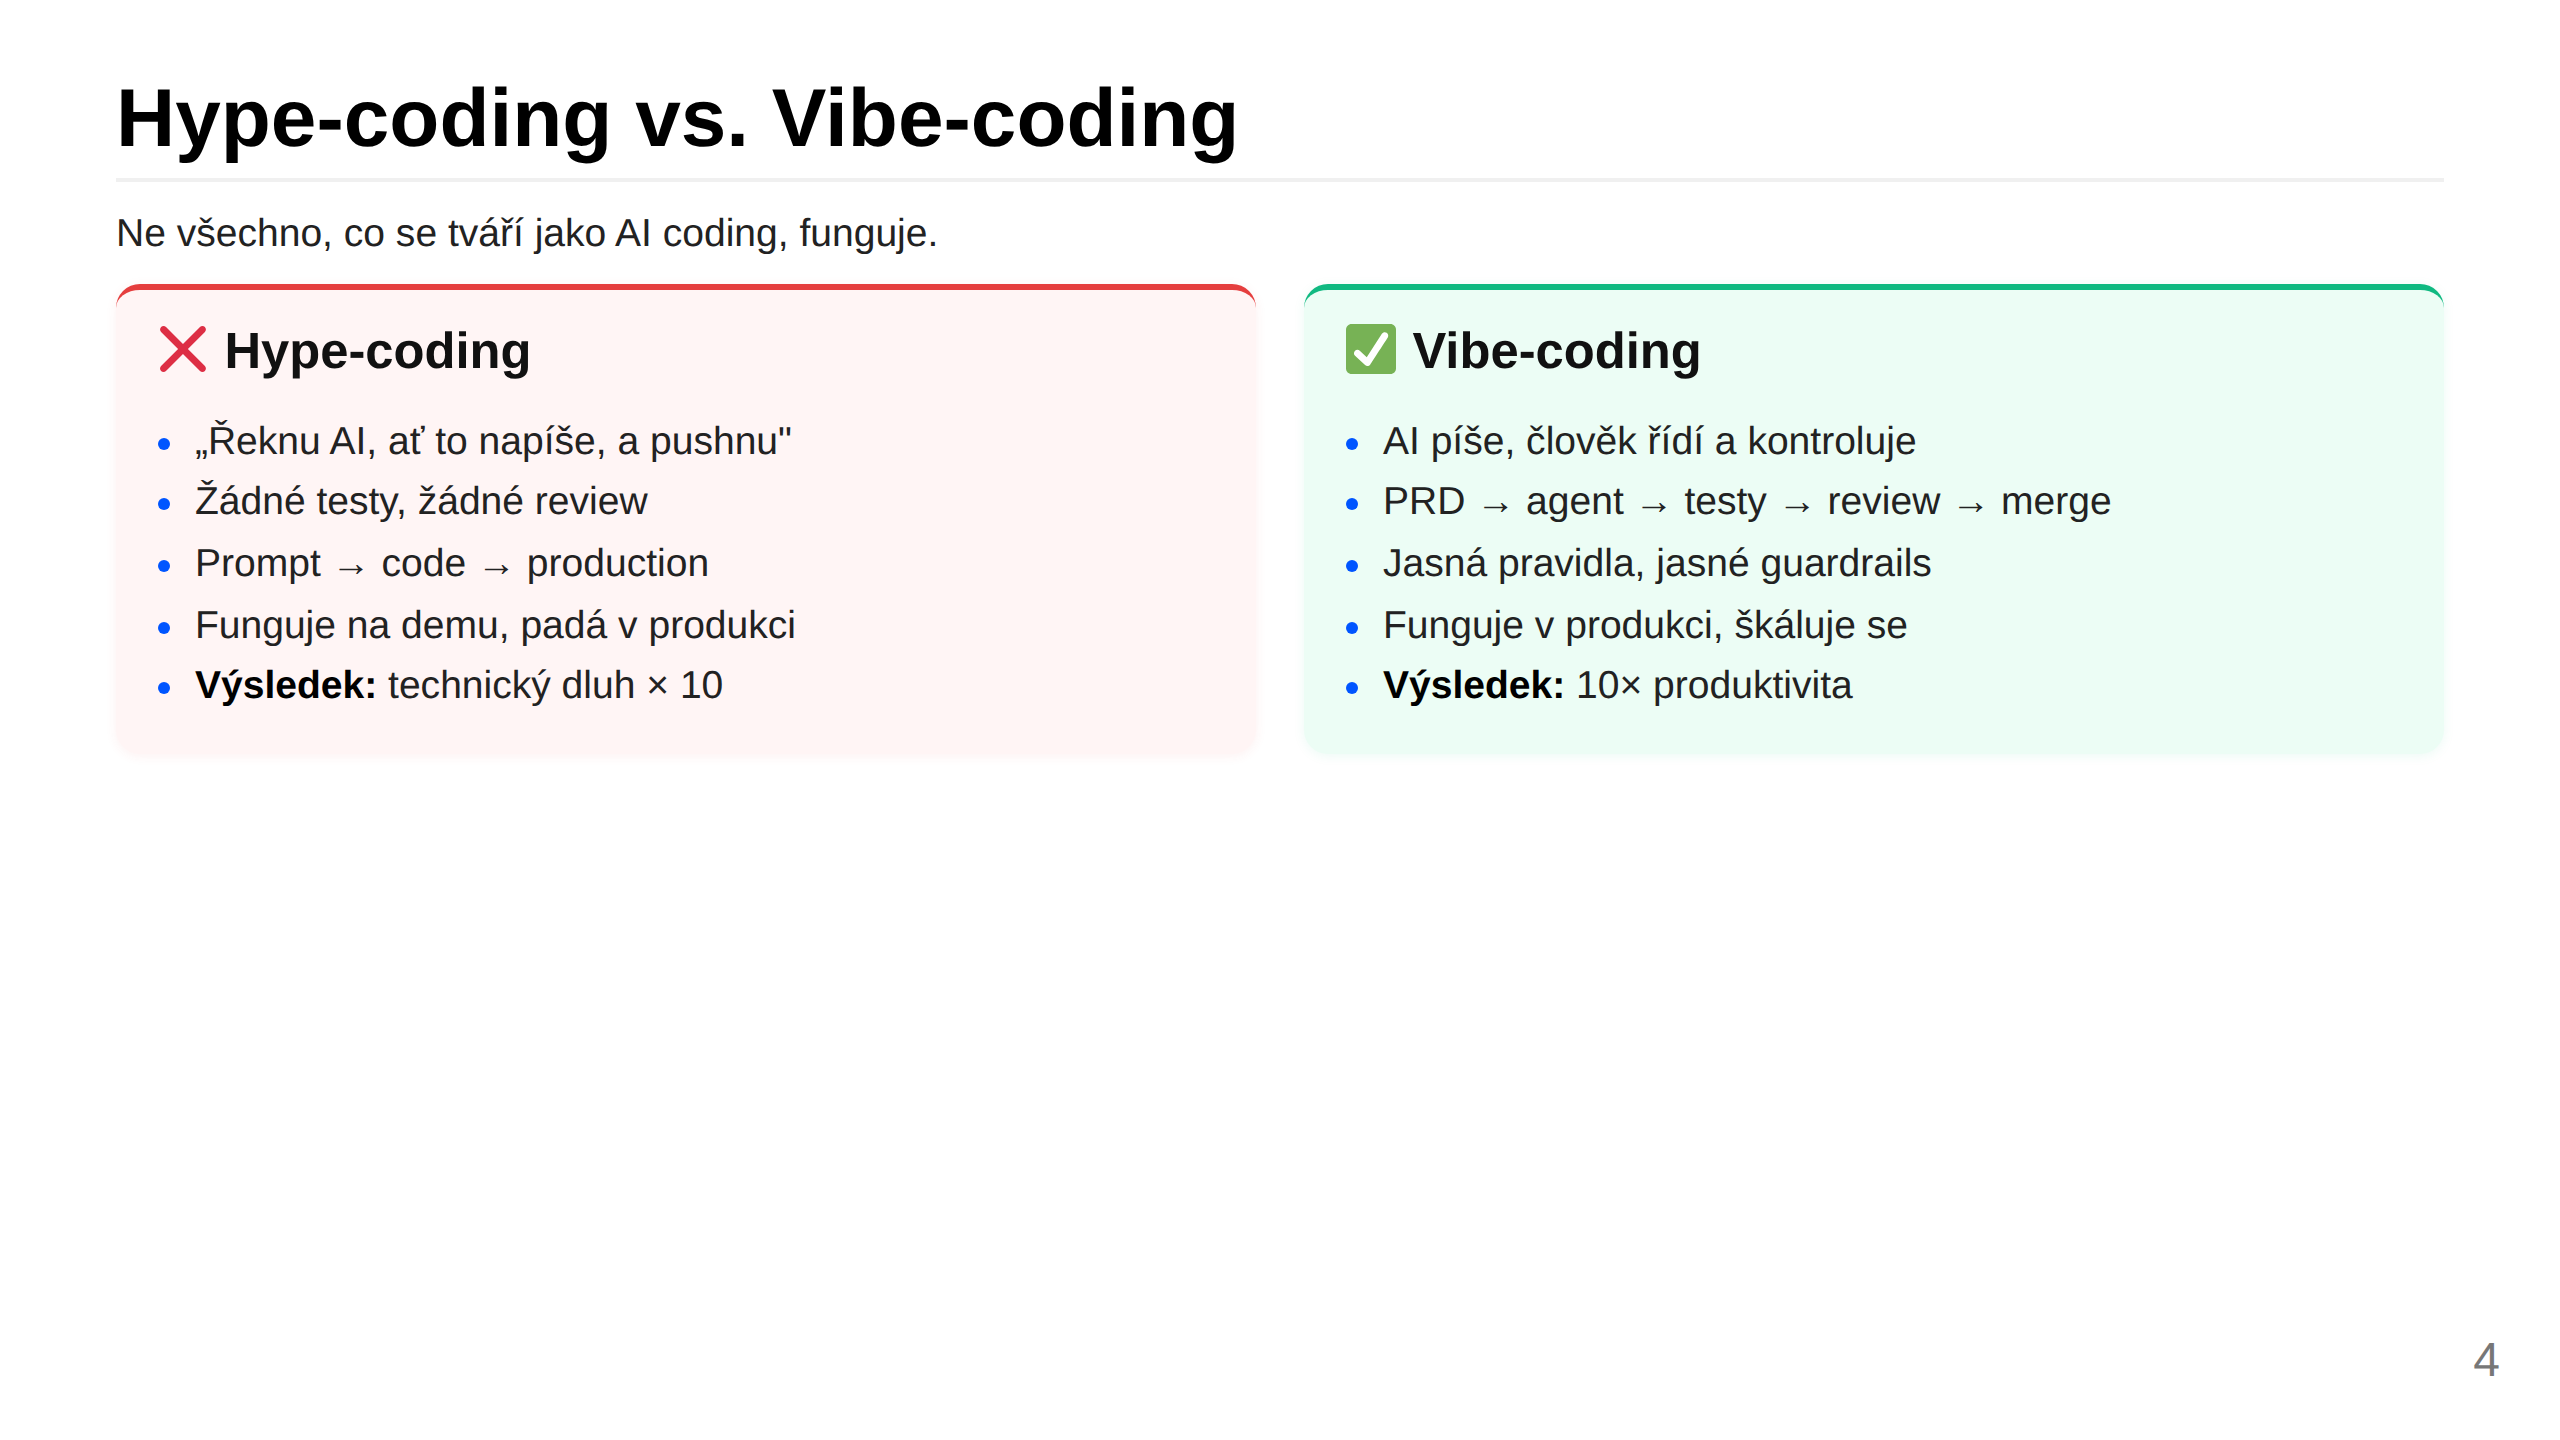 Hype-coding vs. Vibe-coding
Ne všechno, co se tváří jako AI coding, funguje.
❌ Hype-coding
• „Řeknu AI, ať to napíše, a pushnu"
• Žádné testy, žádné review
• Prompt → code → production
• Funguje na demu, padá v produkci
• Výsledek: technický dluh × 10
✅ Vibe-coding
• AI píše, člověk řídí a kontroluje
• PRD → agent → testy → review → merge
• Jasná pravidla, jasné guardrails
• Funguje v produkci, škáluje se
• Výsledek: 10× produktivita
4